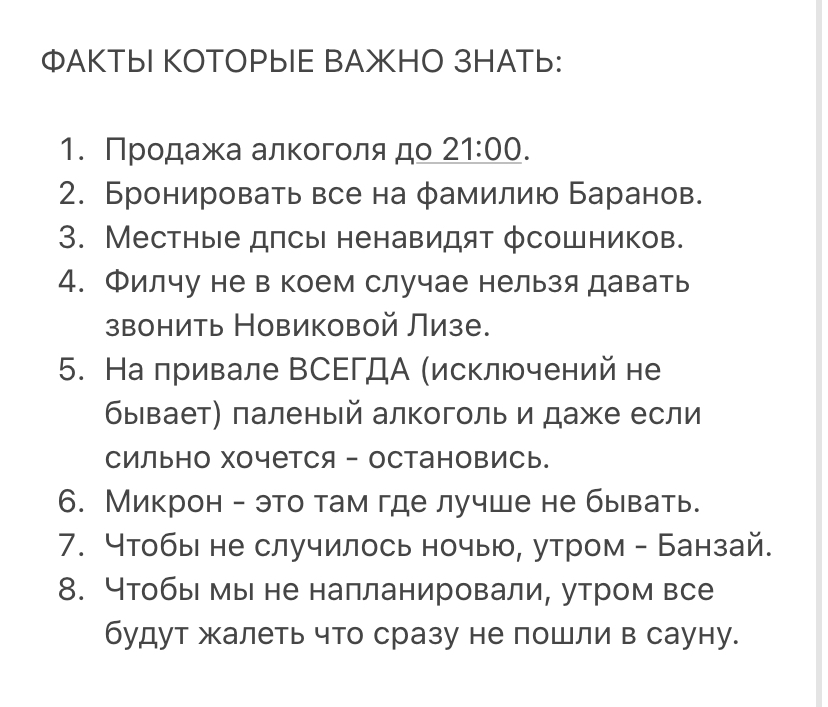 ФАКТЫ КОТОРЫЕ ВАЖНО ЗНАТЬ:
1. Продажа алкоголя до 21:00.
2. Бронировать все на фамилию Баранов.
3. Местные дпсы ненавидят фсошников.
4. Филчу не в коем случае нельзя давать
звонить Новиковой Лизе.
5. На привале ВСЕГДА (исключений не
бывает) паленый алкоголь и даже если
сильно хочется - остановись.
6. Микрон - это там где лучше не бывать.
7. Чтобы не случилось ночью, утром - Банзай.
8. Чтобы мы не напланировали, утром все
будут жалеть что сразу не пошли в сауну.